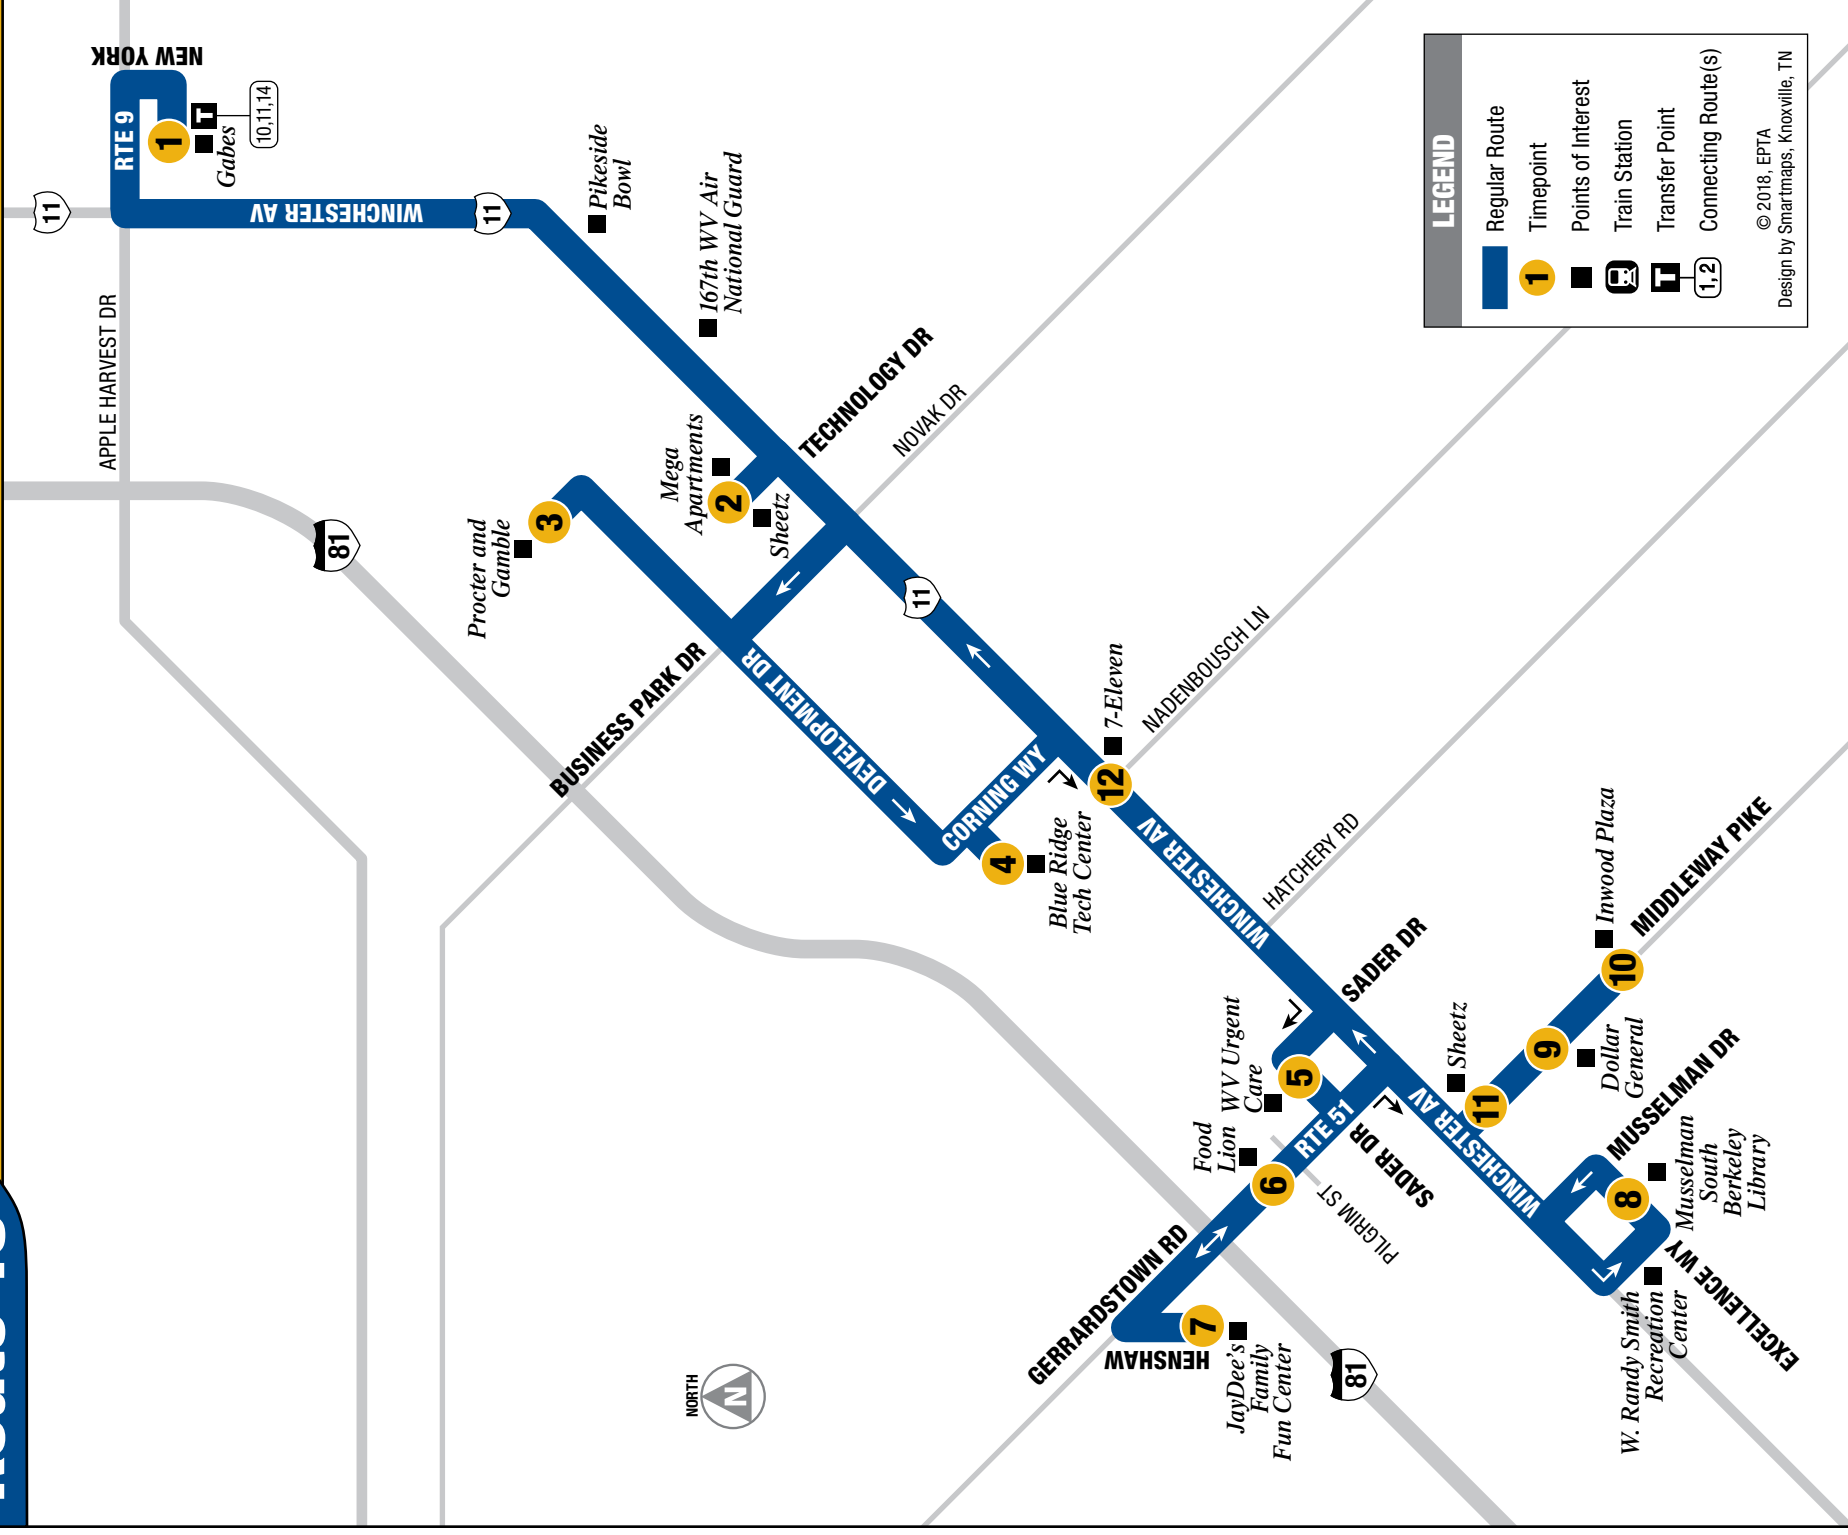 NEW YORK
RTE 9
1
T
Gabes
10,11,14
11
WINCHESTER AV
11
APPLE HARVEST DR
Pikeside
Bowl
167th WV Air
National Guard
TECHNOLOGY DR
NOVAK DR
Mega
Apartments
2
Sheetz
3
Procter and
Gamble
81
BUSINESS PARK DR
DEVELOPMENT DR
11
CORNING WY
4
Blue Ridge
Tech Center
12
7-Eleven
NADENBOUSCH LN
WINCHESTER AV
HATCHERY RD
SADER DR
WV Urgent
Care
5
Food
Lion
6
RTE 51
SADER DR
PILGRIM ST
GERRARDSTOWN RD
HENSHAW
7
JayDee's
Family
Fun Center
81
WINCHESTER AV
Sheetz
11
9
Dollar
General
10
Inwood Plaza
MIDDLEWAY PIKE
MUSSELMAN DR
8
Musselman
South
Berkeley
Library
EXCELLENCE WY
W. Randy Smith
Recreation
Center
NORTH
N
LEGEND
Regular Route
1 Timepoint
Points of Interest
Train Station
T Transfer Point
1,2 Connecting Route(s)
© 2018, EPTA
Design by Smartmaps, Knoxville, TN